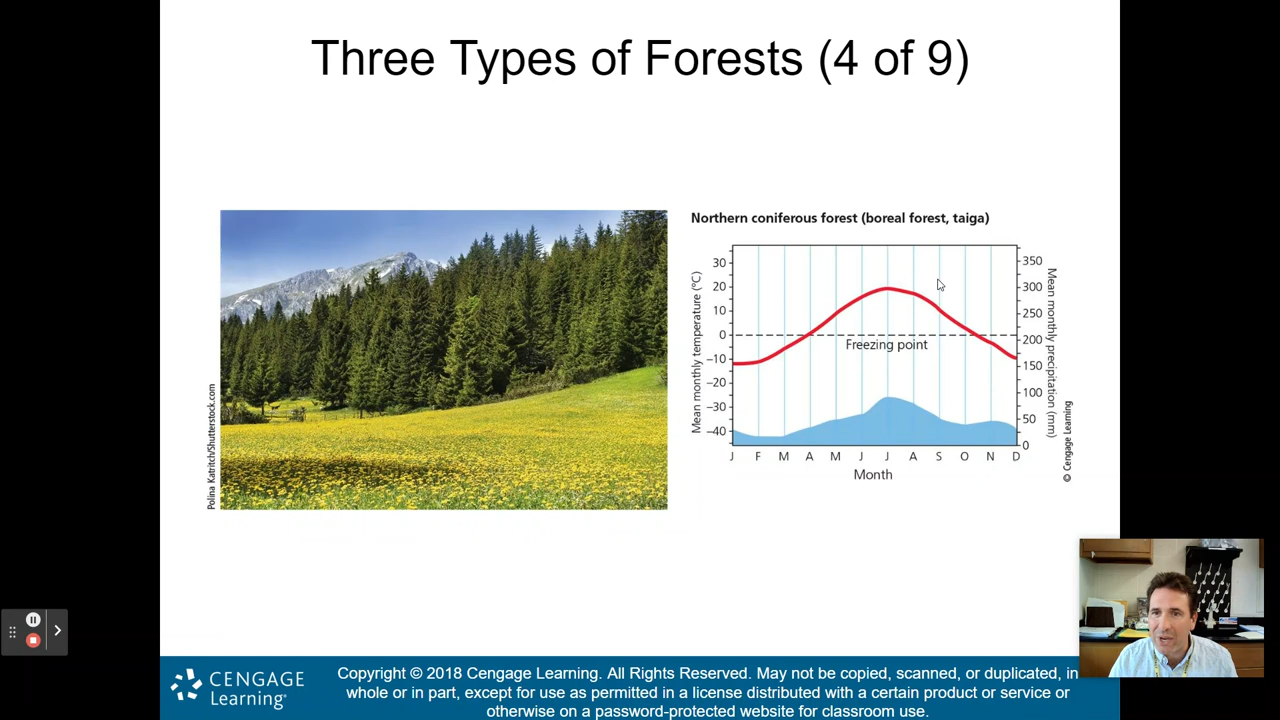 Three Types of Forests (4 of 9)
Polina Katritch/Shutterstock.com
Northern coniferous forest (boreal forest, taiga)
Mean monthly temperature (°C)
30
20
10
0
–10
–20
–30
–40
Freezing point
350
300
250
200
150
100
50
0
Mean monthly precipitation (mm)
J F M A M J J A S O N D
Month
© Cengage Learning
CENGAGE
Learning®
Copyright © 2018 Cengage Learning. All Rights Reserved. May not be copied, scanned, or duplicated, in
whole or in part, except for use as permitted in a license distributed with a certain product or service or
otherwise on a password-protected website for classroom use.